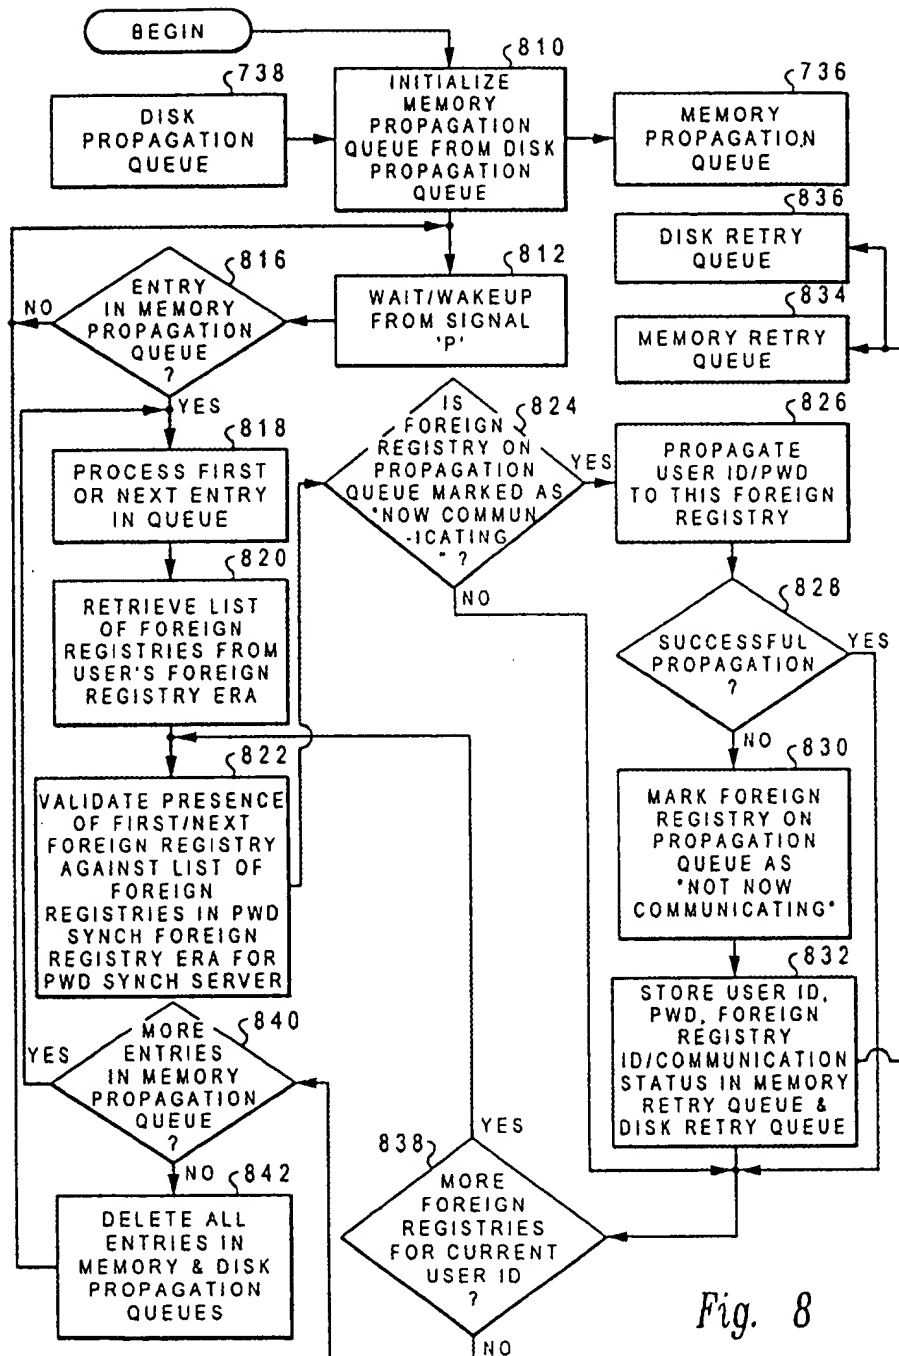 BEGIN
810
INITIALIZE
MEMORY
PROPAGATION
QUEUE FROM DISK
PROPAGATION
QUEUE
738
DISK
PROPAGATION
QUEUE
736
MEMORY
PROPAGATION
QUEUE
836
DISK RETRY
QUEUE
834
MEMORY RETRY
QUEUE
812
WAIT/WAKEUP
FROM SIGNAL
'P'
816
ENTRY
IN MEMORY
PROPAGATION
QUEUE
?
NO
YES
818
PROCESS FIRST
OR NEXT ENTRY
IN QUEUE
820
RETRIEVE LIST
OF FOREIGN
REGISTRIES FROM
USER'S FOREIGN
REGISTRY ERA
822
VALIDATE PRESENCE
OF FIRST/NEXT
FOREIGN REGISTRY
AGAINST LIST OF
FOREIGN
REGISTRIES IN PWD
SYNCH FOREIGN
REGISTRY ERA FOR
PWD SYNCH SERVER
824
IS
FOREIGN
REGISTRY ON
PROPAGATION
QUEUE MARKED AS
"NOW COMMUN
-ICATING
" ?
YES
NO
826
PROPAGATE
USER ID/PWD
TO THIS FOREIGN
REGISTRY
828
SUCCESSFUL
PROPAGATION
?
YES
NO
830
MARK FOREIGN
REGISTRY ON
PROPAGATION
QUEUE AS
"NOT NOW
COMMUNICATING"
832
STORE USER ID,
PWD, FOREIGN
REGISTRY
ID/COMMUNICATION
STATUS IN MEMORY
RETRY QUEUE &
DISK RETRY QUEUE
838
MORE
FOREIGN
REGISTRIES
FOR CURRENT
USER ID
?
YES
NO
840
MORE
ENTRIES
IN MEMORY
PROPAGATION
QUEUE
?
YES
NO
842
DELETE ALL
ENTRIES IN
MEMORY & DISK
PROPAGATION
QUEUES
Fig. 8